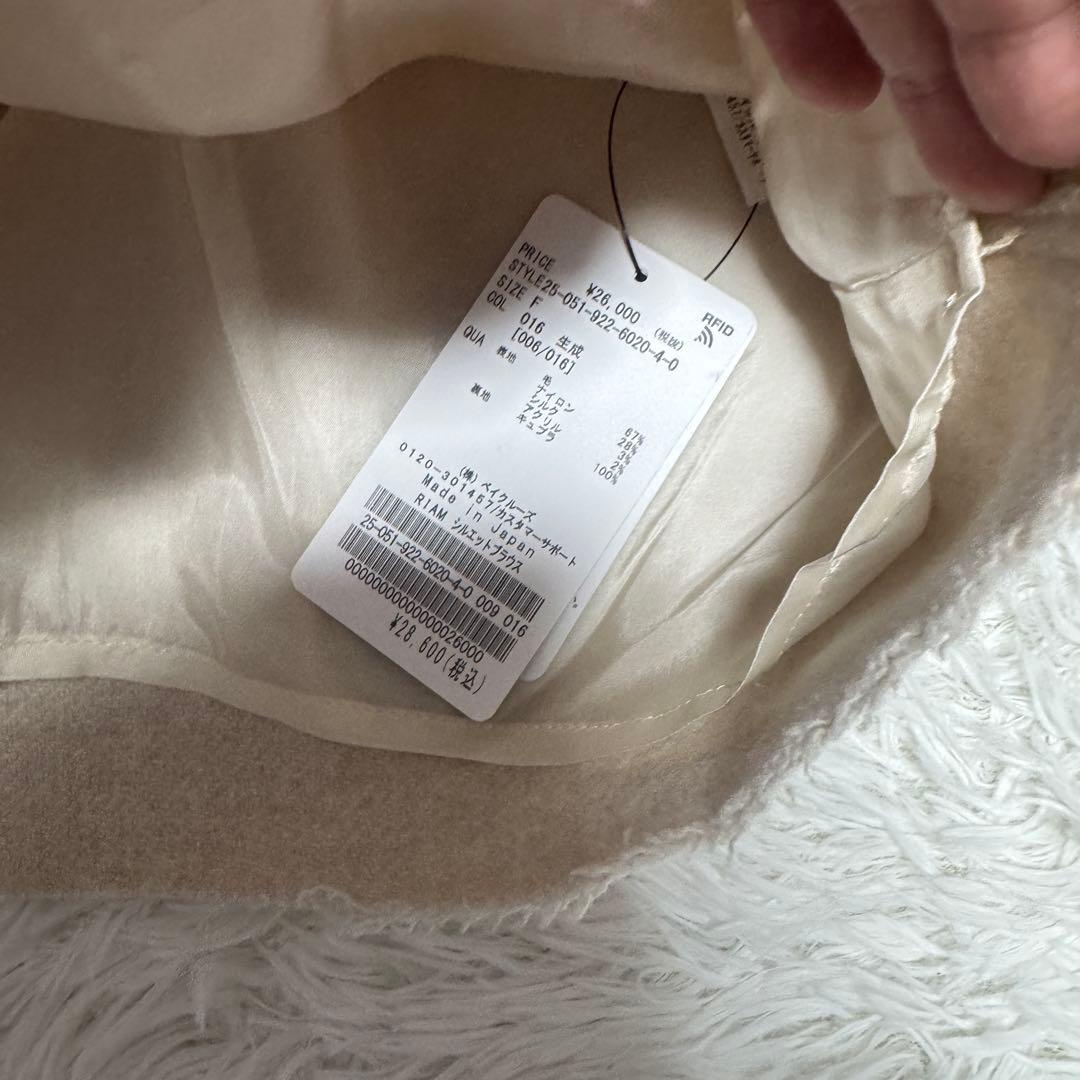 RFID
PRICE ¥26,000 (税抜)
STYLE 25-051-922-6020-4-0
SIZE F
COL 016 生成
[006/016]
QUA 表地 毛 67%
ナイロン 28%
シルク 3%
アクリル 2%
裏地 キュプラ 100%
(株)ベイクルーズ
0120-301457/カスタマーサポート
Made in Japan
RIAM シルエットブラウス
25-051-922-6020-4-0 009 016
0000000000000026000
¥28,600(税込)